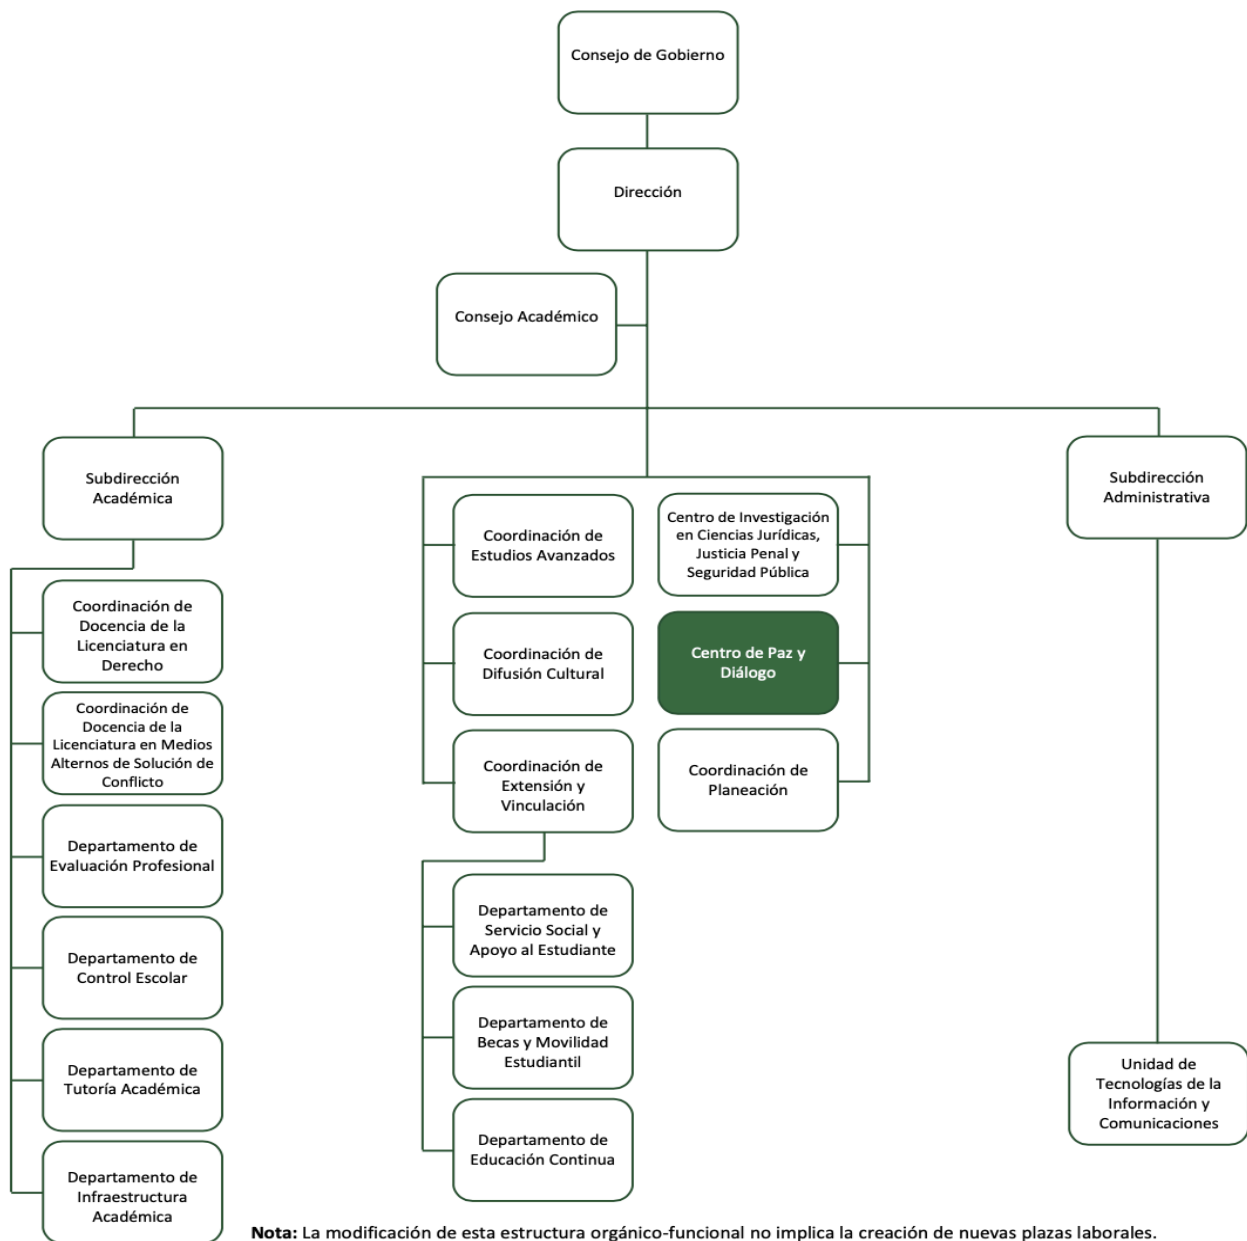 Consejo de Gobierno
Dirección
Consejo Académico
Subdirección
Académica
Coordinación de
Docencia de la
Licenciatura en
Derecho
Coordinación de
Docencia de la
Licenciatura en Medios
Alternos de Solución de
Conflicto
Departamento de
Evaluación Profesional
Departamento de
Control Escolar
Departamento de
Tutoría Académica
Departamento de
Infraestructura
Académica
Coordinación de
Estudios Avanzados
Coordinación de
Difusión Cultural
Coordinación de
Extensión y
Vinculación
Departamento de
Servicio Social y
Apoyo al Estudiante
Departamento de
Becas y Movilidad
Estudiantil
Departamento de
Educación Continua
Centro de Investigación
en Ciencias Jurídicas,
Justicia Penal y
Seguridad Pública
Centro de Paz y
Diálogo
Coordinación de
Planeación
Subdirección
Administrativa
Unidad de
Tecnologías de la
Información y
Comunicaciones
Nota: La modificación de esta estructura orgánico-funcional no implica la creación de nuevas plazas laborales.